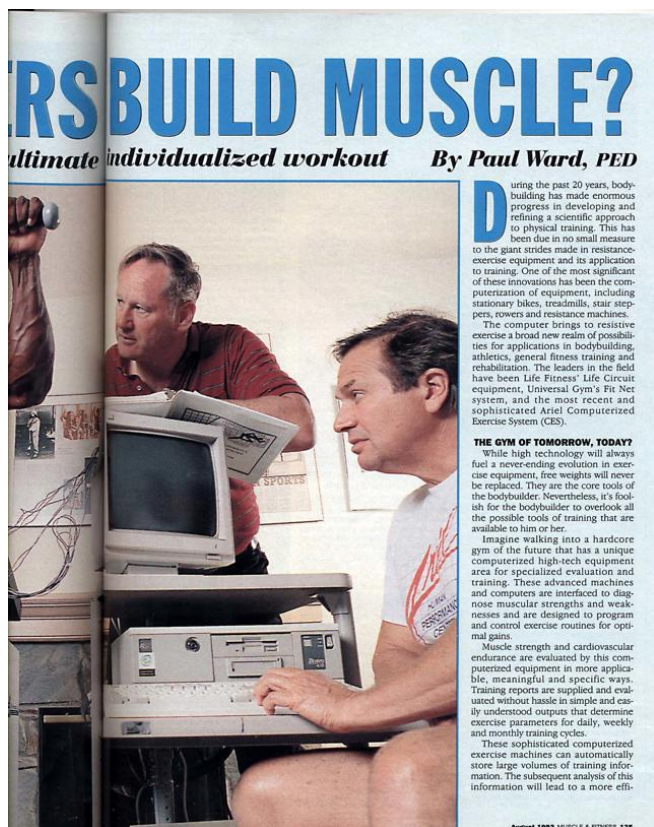 ERS BUILD MUSCLE?
ultimate individualized workout By Paul Ward, PED
During the past 20 years, body-
building has made enormous
progress in developing and
refining a scientific approach
to physical training. This has
been due in no small measure
to the giant strides made in resistance-
exercise equipment and its application
to training. One of the most significant
of these innovations has been the com-
puterization of equipment, including
stationary bikes, treadmills, stair step-
pers, rowers and resistance machines.
The computer brings to resistive
exercise a broad new realm of possibili-
ties for applications in bodybuilding,
athletics, general fitness training and
rehabilitation. The leaders in the field
have been Life Fitness' Life Circuit
equipment, Universal Gym's Fit Net
system, and the most recent and
sophisticated Ariel Computerized
Exercise System (CES).
THE GYM OF TOMORROW, TODAY?
While high technology will always
fuel a never-ending evolution in exer-
cise equipment, free weights will never
be replaced. They are the core tools of
the bodybuilder. Nevertheless, it's fool-
ish for the bodybuilder to overlook all
the possible tools of training that are
available to him or her.
Imagine walking into a hardcore
gym of the future that has a unique
computerized high-tech equipment
area for specialized evaluation and
training. These advanced machines
and computers are interfaced to diag-
nose muscular strengths and weak-
nesses and are designed to program
and control exercise routines for opti-
mal gains.
Muscle strength and cardiovascular
endurance are evaluated by this com-
puterized equipment in more applica-
ble, meaningful and specific ways.
Training reports are supplied and eval-
uated without hassle in simple and eas-
ily understood outputs that determine
exercise parameters for daily, weekly
and monthly training cycles.
These sophisticated computerized
exercise machines can automatically
store large volumes of training infor-
mation. The subsequent analysis of this
information will lead to a more effi-
SPORTS
August 1992 MUSCLE & FITNESS 125